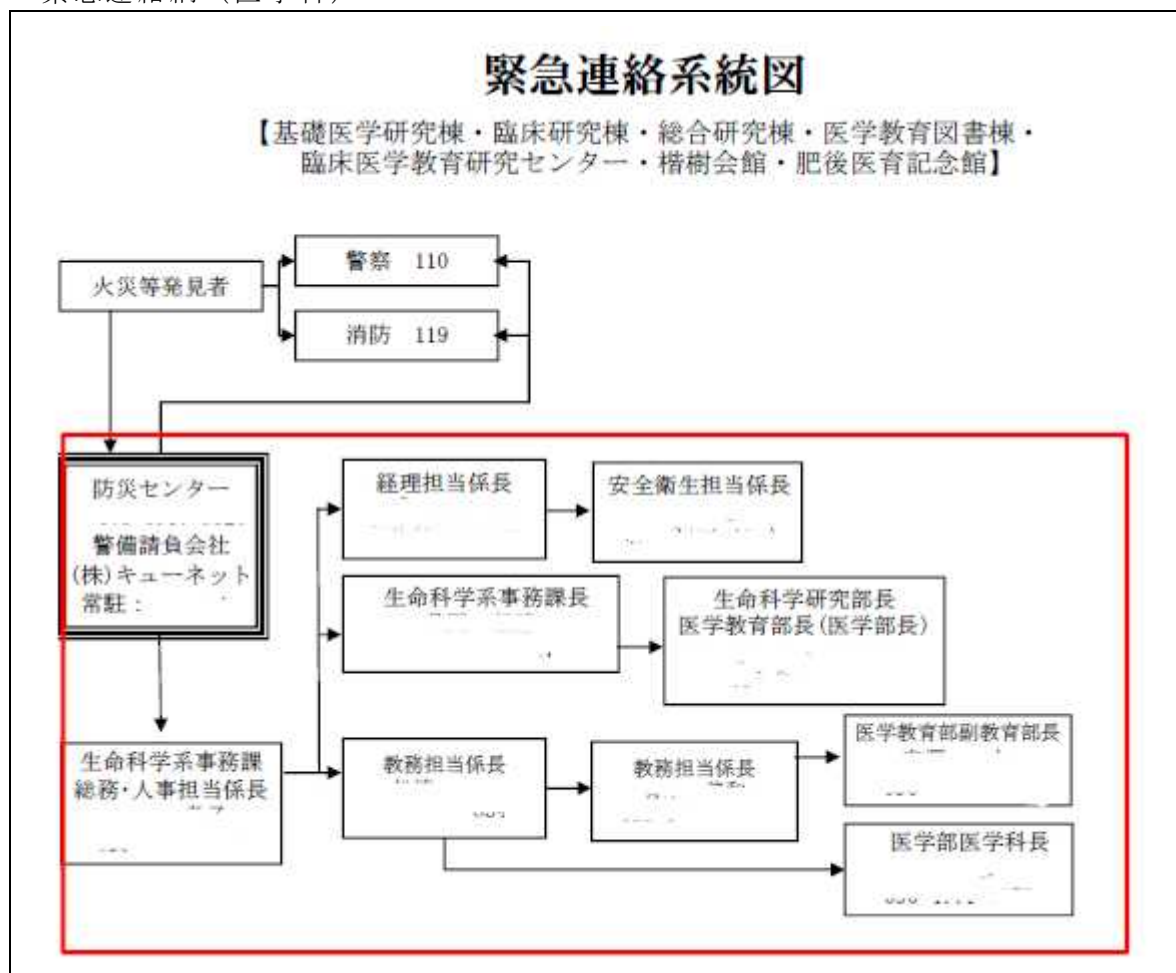 緊急連絡系統図
【基礎医学研究棟・臨床研究棟・総合研究棟・医学教育図書棟・
臨床医学教育研究センター・楷樹会館・肥後医育記念館】
警察 110
火災等発見者
消防 119
防災センター
警備請負会社
(株)キューネット
常駐：
経理担当係長
安全衛生担当係長
生命科学系事務課長
生命科学研究部長
医学教育部長(医学部長)
生命科学系事務課
総務・人事担当係長
教務担当係長
教務担当係長
医学教育部副教育部長
医学部医学科長